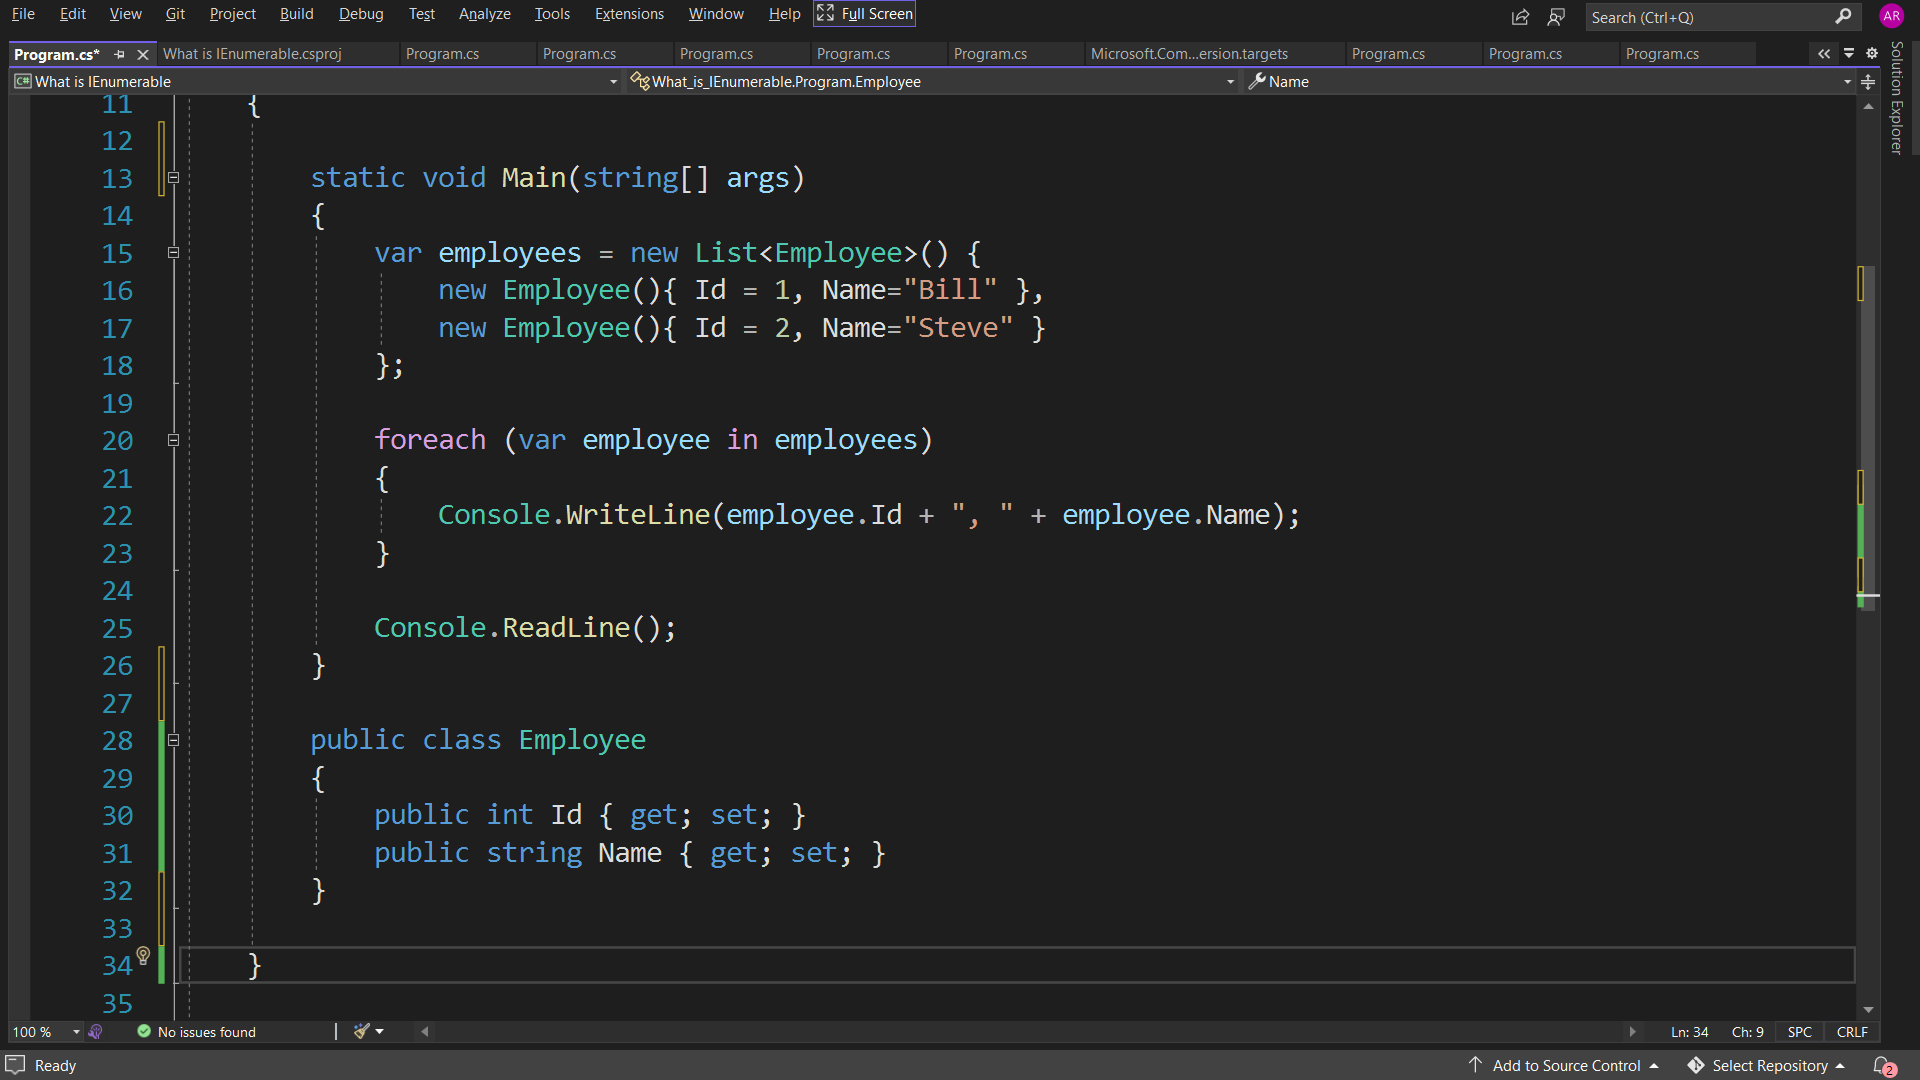 File Edit View Git Project Build Debug Test Analyze Tools Extensions Window Help Full Screen Search (Ctrl+Q) AR
Program.cs* What is IEnumerable.csproj Program.cs Program.cs Program.cs Program.cs Program.cs Microsoft.Com...ersion.targets Program.cs Program.cs Program.cs
Solution Explorer
C# What is IEnumerable What_is_IEnumerable.Program.Employee Name
11 {
12
13 static void Main(string[] args)
14 {
15 var employees = new List<Employee>() {
16 new Employee(){ Id = 1, Name="Bill" },
17 new Employee(){ Id = 2, Name="Steve" }
18 };
19
20 foreach (var employee in employees)
21 {
22 Console.WriteLine(employee.Id + ", " + employee.Name);
23 }
24
25 Console.ReadLine();
26 }
27
28 public class Employee
29 {
30 public int Id { get; set; }
31 public string Name { get; set; }
32 }
33
34 }
35
100 % No issues found Ln: 34 Ch: 9 SPC CRLF
Ready Add to Source Control Select Repository 2